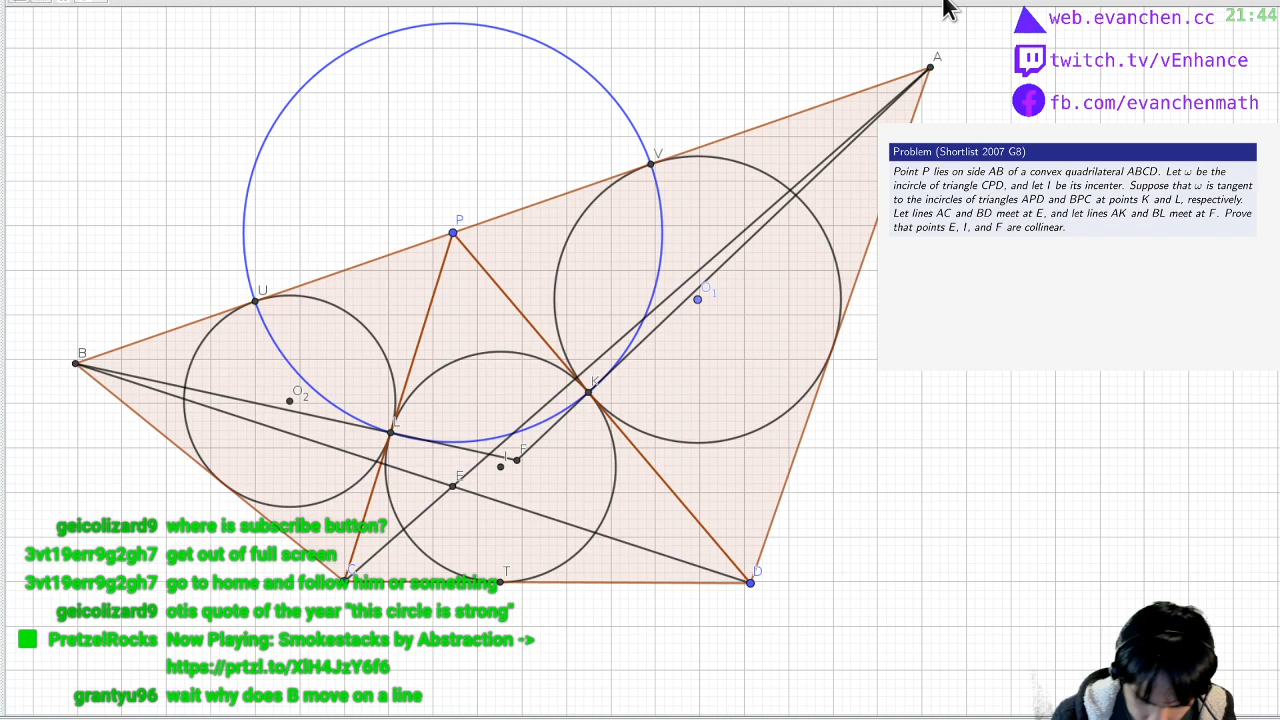 web.evanchen.cc 21:44
twitch.tv/vEnhance
fb.com/evanchenmath
Problem (Shortlist 2007 G8)
Point P lies on side AB of a convex quadrilateral ABCD. Let ω be the
incircle of triangle CPD, and let I be its incenter. Suppose that ω is tangent
to the incircles of triangles APD and BPC at points K and L, respectively.
Let lines AC and BD meet at E, and let lines AK and BL meet at F. Prove
that points E, I, and F are collinear.
A
V
P
U
O1
B
K
O2
L
I
F
E
C
T
D
geicolizard9 where is subscribe button?
3vt19err9g2gh7 get out of full screen
3vt19err9g2gh7 go to home and follow him or something
geicolizard9 otis quote of the year "this circle is strong"
PretzelRocks Now Playing: Smokestacks by Abstraction ->
https://prtzl.to/XlH4JzY6f6
grantyu96 wait why does B move on a line